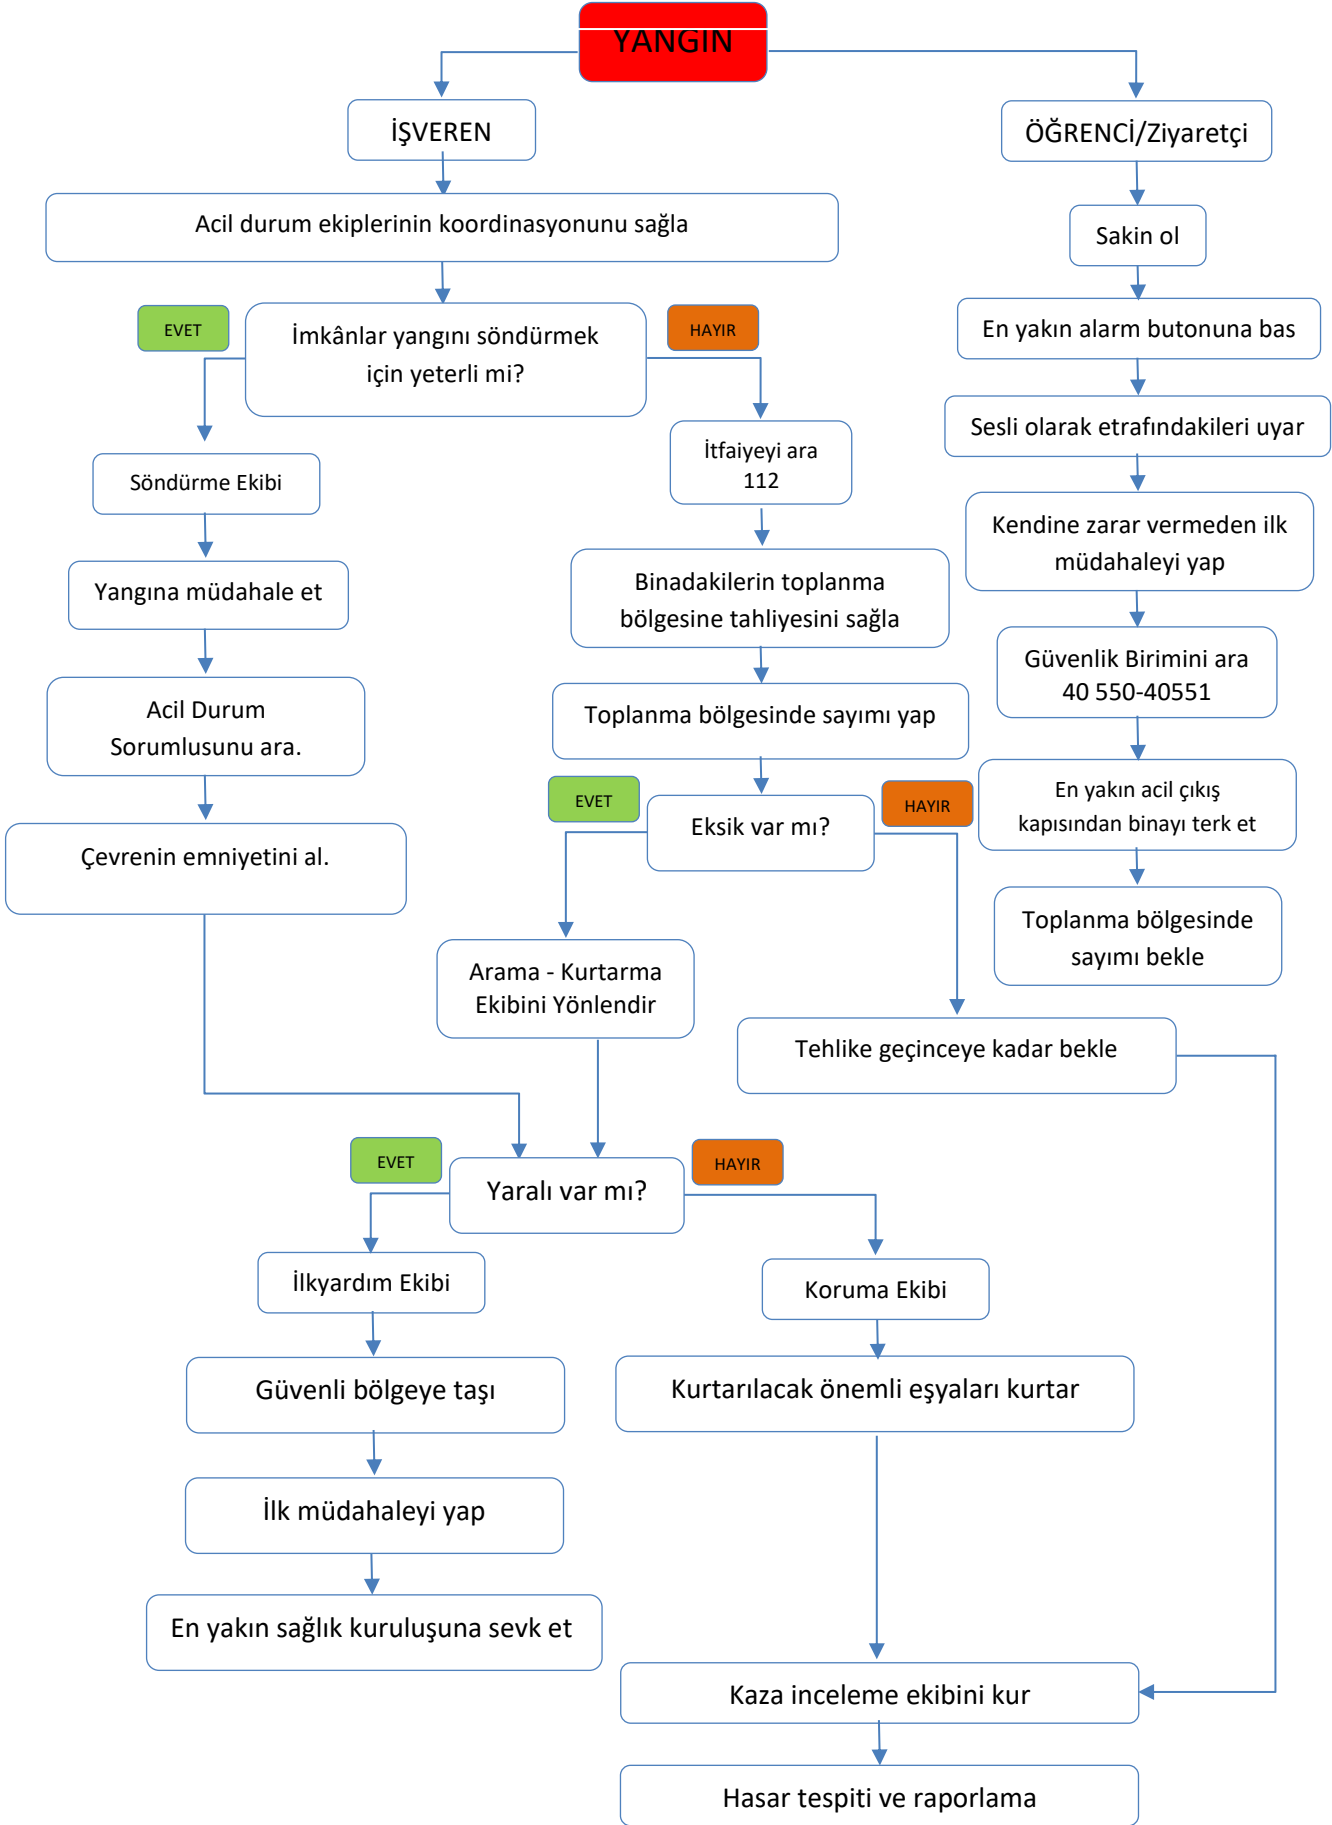 YANGIN
İŞVEREN
ÖĞRENCİ/Ziyaretçi
Acil durum ekiplerinin koordinasyonunu sağla
Sakin ol
EVET
İmkânlar yangını söndürmek
için yeterli mi?
HAYIR
En yakın alarm butonuna bas
Sesli olarak etrafındakileri uyar
İtfaiyeyi ara
112
Söndürme Ekibi
Kendine zarar vermeden ilk
müdahaleyi yap
Yangına müdahale et
Binadakilerin toplanma
bölgesine tahliyesini sağla
Güvenlik Birimini ara
40 550-40551
Acil Durum
Sorumlusunu ara.
Toplanma bölgesinde sayımı yap
En yakın acil çıkış
kapısından binayı terk et
EVET
Eksik var mı?
HAYIR
Çevrenin emniyetini al.
Toplanma bölgesinde
sayımı bekle
Arama - Kurtarma
Ekibini Yönlendir
Tehlike geçinceye kadar bekle
EVET
Yaralı var mı?
HAYIR
İlkyardım Ekibi
Koruma Ekibi
Güvenli bölgeye taşı
Kurtarılacak önemli eşyaları kurtar
İlk müdahaleyi yap
En yakın sağlık kuruluşuna sevk et
Kaza inceleme ekibini kur
Hasar tespiti ve raporlama